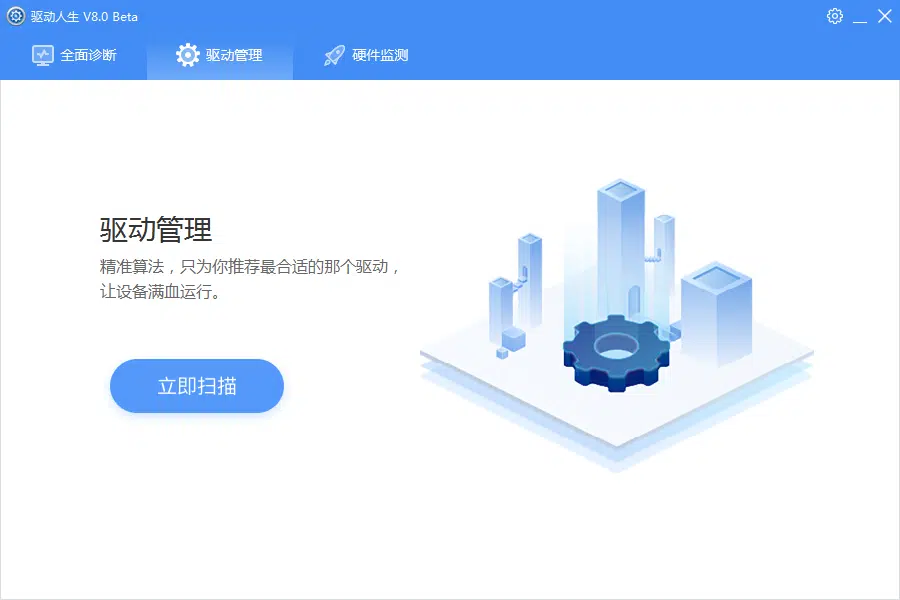 驱动人生 V8.0 Beta
全面诊断
驱动管理
硬件监测
驱动管理
精准算法，只为你推荐最合适的那个驱动，
让设备满血运行。
立即扫描